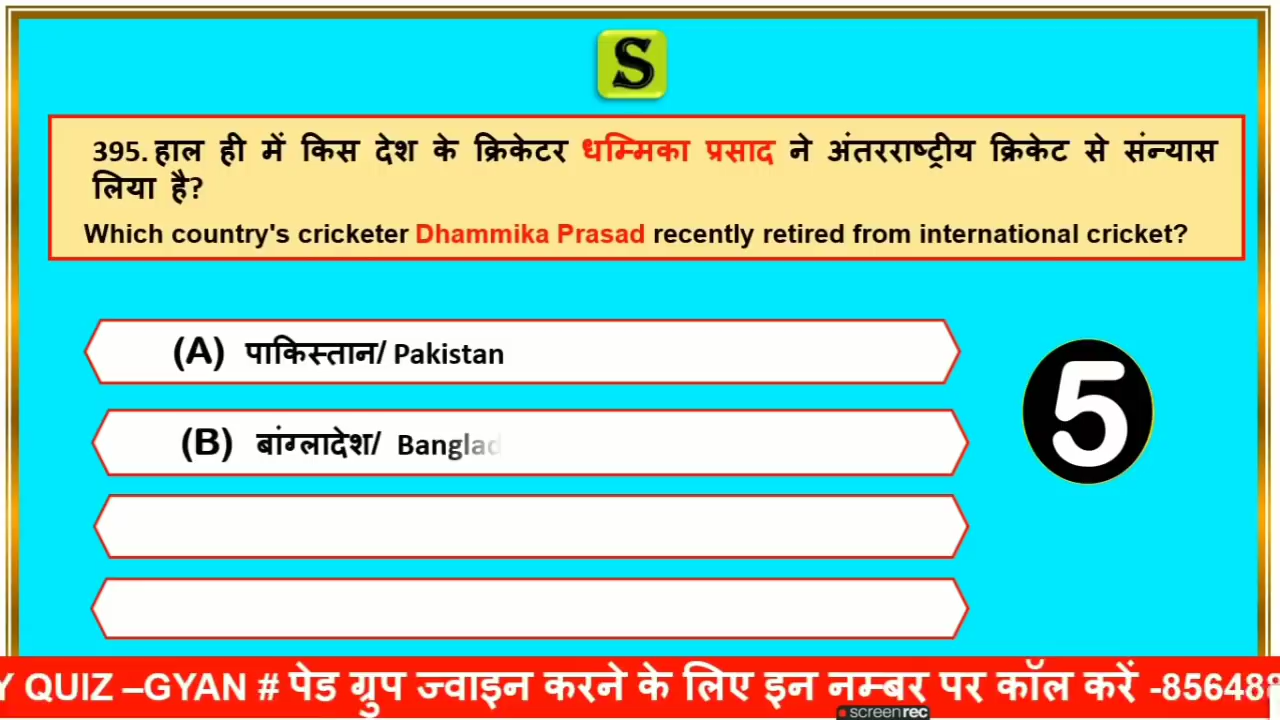 S
395. हाल ही में किस देश के क्रिकेटर धम्मिका प्रसाद ने अंतरराष्ट्रीय क्रिकेट से संन्यास
लिया है?
Which country's cricketer Dhammika Prasad recently retired from international cricket?
(A) पाकिस्तान/ Pakistan
(B) बांग्लादेश/ Banglad
5
Y QUIZ –GYAN # पेड ग्रुप ज्वाइन करने के लिए इन नम्बर पर कॉल करें -856488
screenrec